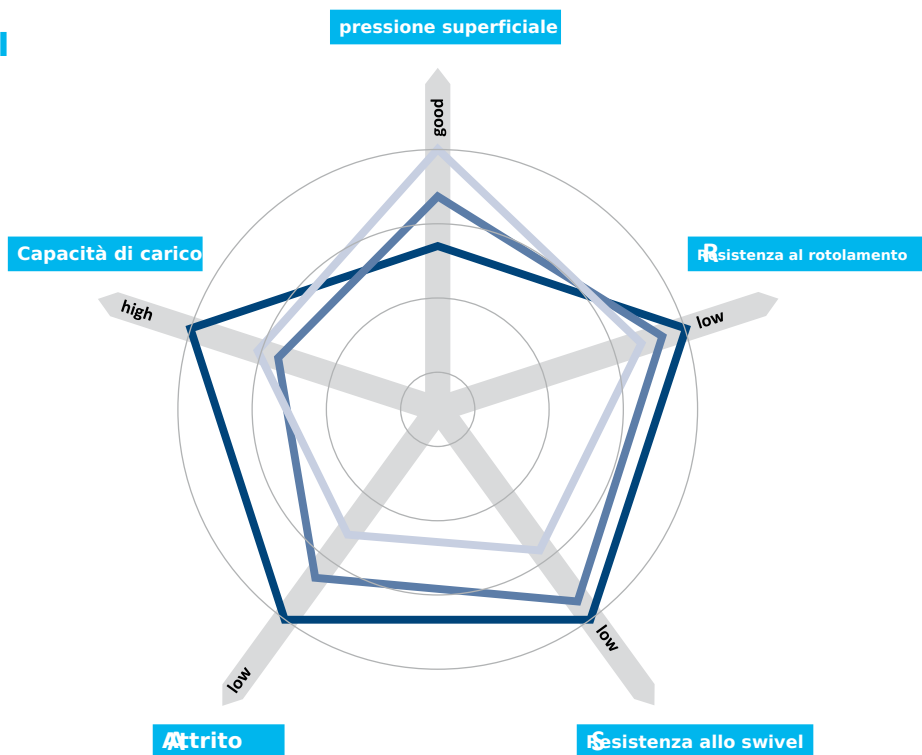 pressione superficiale
good
Capacità di carico
high
Resistenza al rotolamento
low
low
low
Attrito
Resistenza allo swivel